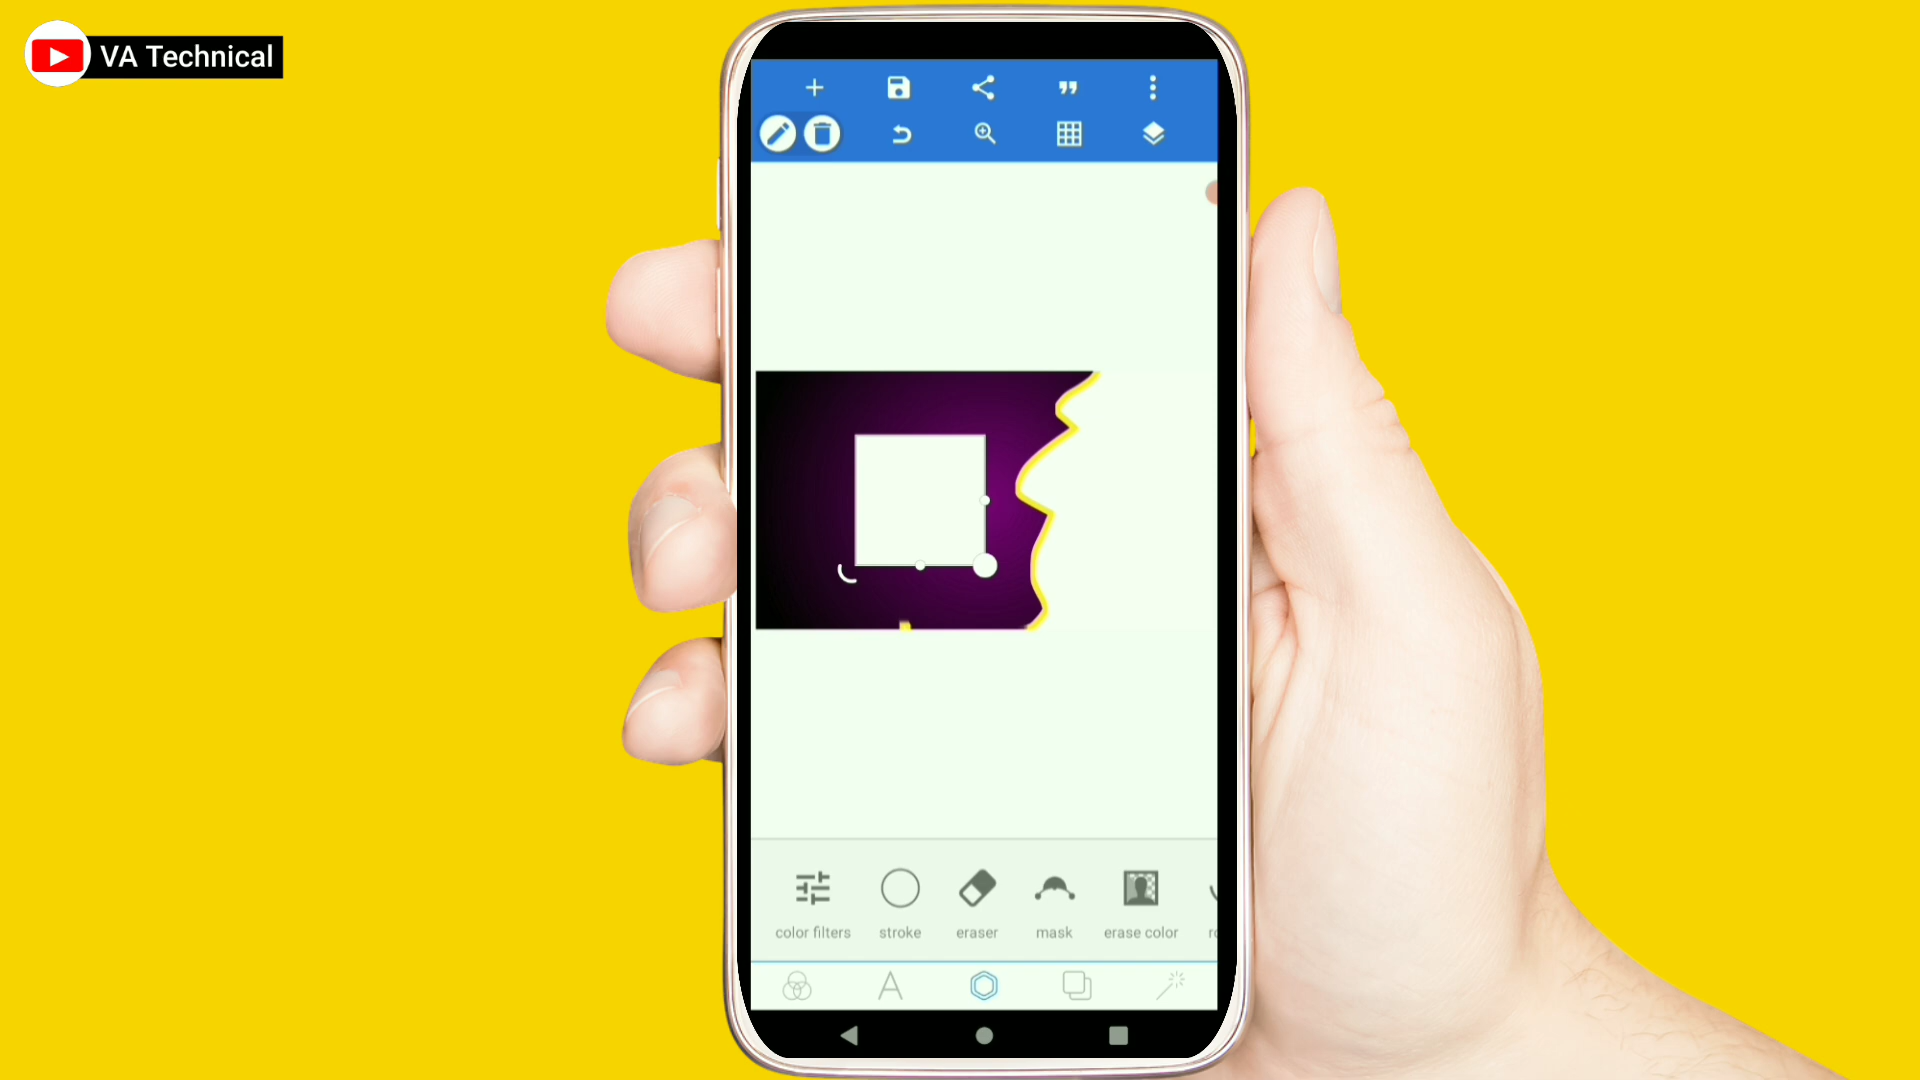 VA Technical
color filters
stroke
eraser
mask
erase color